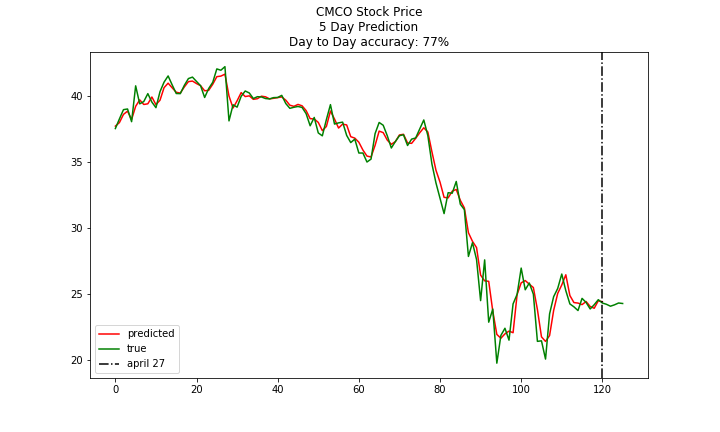 CMCO Stock Price
5 Day Prediction
Day to Day accuracy: 77%
40
35
30
25
20
predicted
true
april 27
0 20 40 60 80 100 120